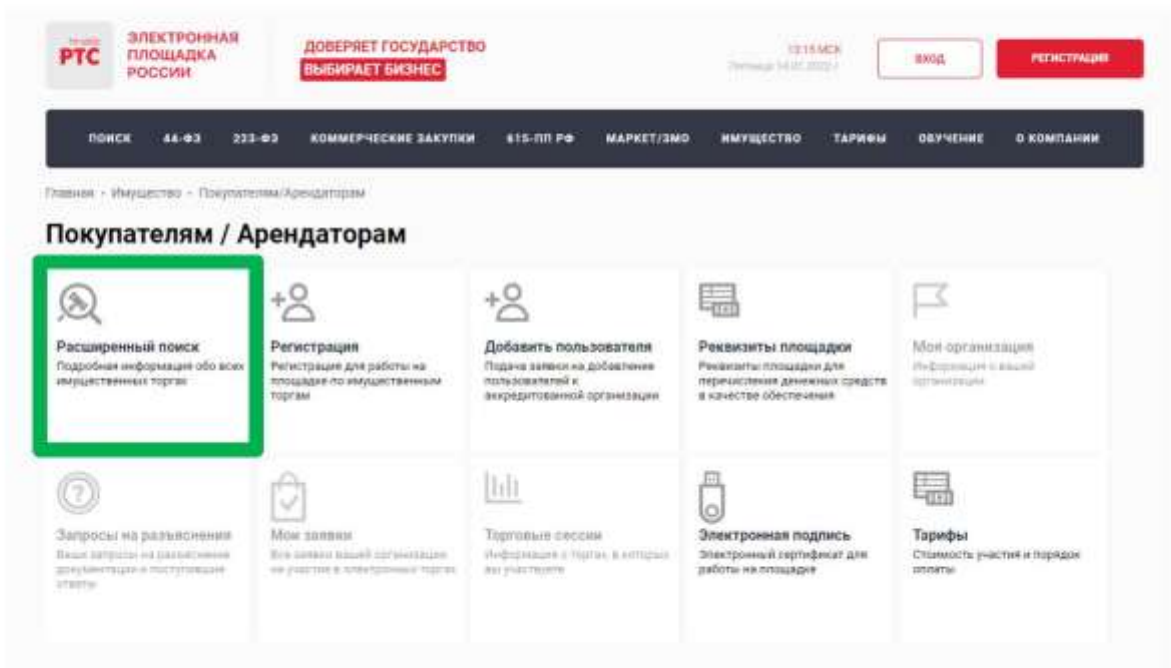 РТС
ЭЛЕКТРОННАЯ
ПЛОЩАДКА
РОССИИ
ДОВЕРЯЕТ ГОСУДАРСТВО
ВЫБИРАЕТ БИЗНЕС
МСК
ВХОД
РЕГИСТРАЦИЯ
ПОИСК 44-ФЗ 223-ФЗ КОММЕРЧЕСКИЕ ЗАКУПКИ 615-ПП РФ МАРКЕТ/ЗМО ИМУЩЕСТВО ТАРИФЫ ОБУЧЕНИЕ О КОМПАНИИ
Главная - Имущество - Покупателям/Арендаторам
Покупателям / Арендаторам
Расширенный поиск
Подробная информация обо всех
имущественных торгах
Регистрация
Регистрация для работы на
площадке по имущественным
торгам
Добавить пользователя
Подача заявки на добавление
пользователей к
аккредитованной организации
Реквизиты площадки
Реквизиты площадки для
перечисления денежных средств
в качестве обеспечения
Моя организация
Информация о вашей
организации
Запросы на разъяснения
Ваши запросы на разъяснение
документации и поступившие
ответы
Мои заявки
Все заявки вашей организации
на участие в электронных торгах
Торговые сессии
Информация о торгах, в которых
вы участвуете
Электронная подпись
Электронный сертификат для
работы на площадке
Тарифы
Стоимость участия и порядок
оплаты